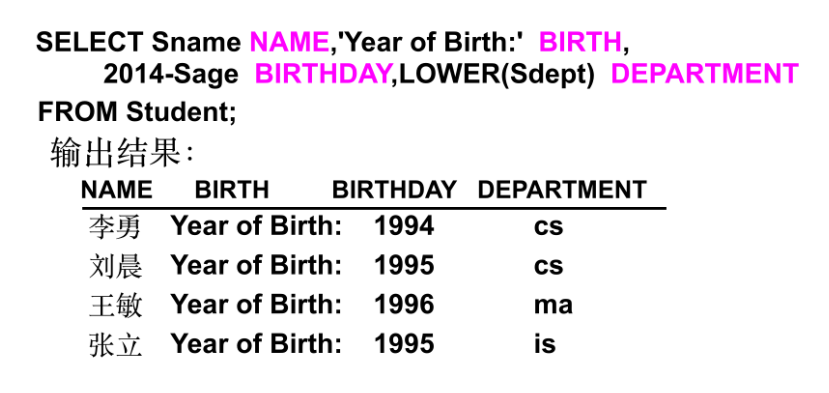 SELECT Sname NAME,'Year of Birth:' BIRTH,
2014-Sage BIRTHDAY,LOWER(Sdept) DEPARTMENT
FROM Student;
输出结果:
NAME BIRTH BIRTHDAY DEPARTMENT
李勇 Year of Birth: 1994 cs
刘晨 Year of Birth: 1995 cs
王敏 Year of Birth: 1996 ma
张立 Year of Birth: 1995 is